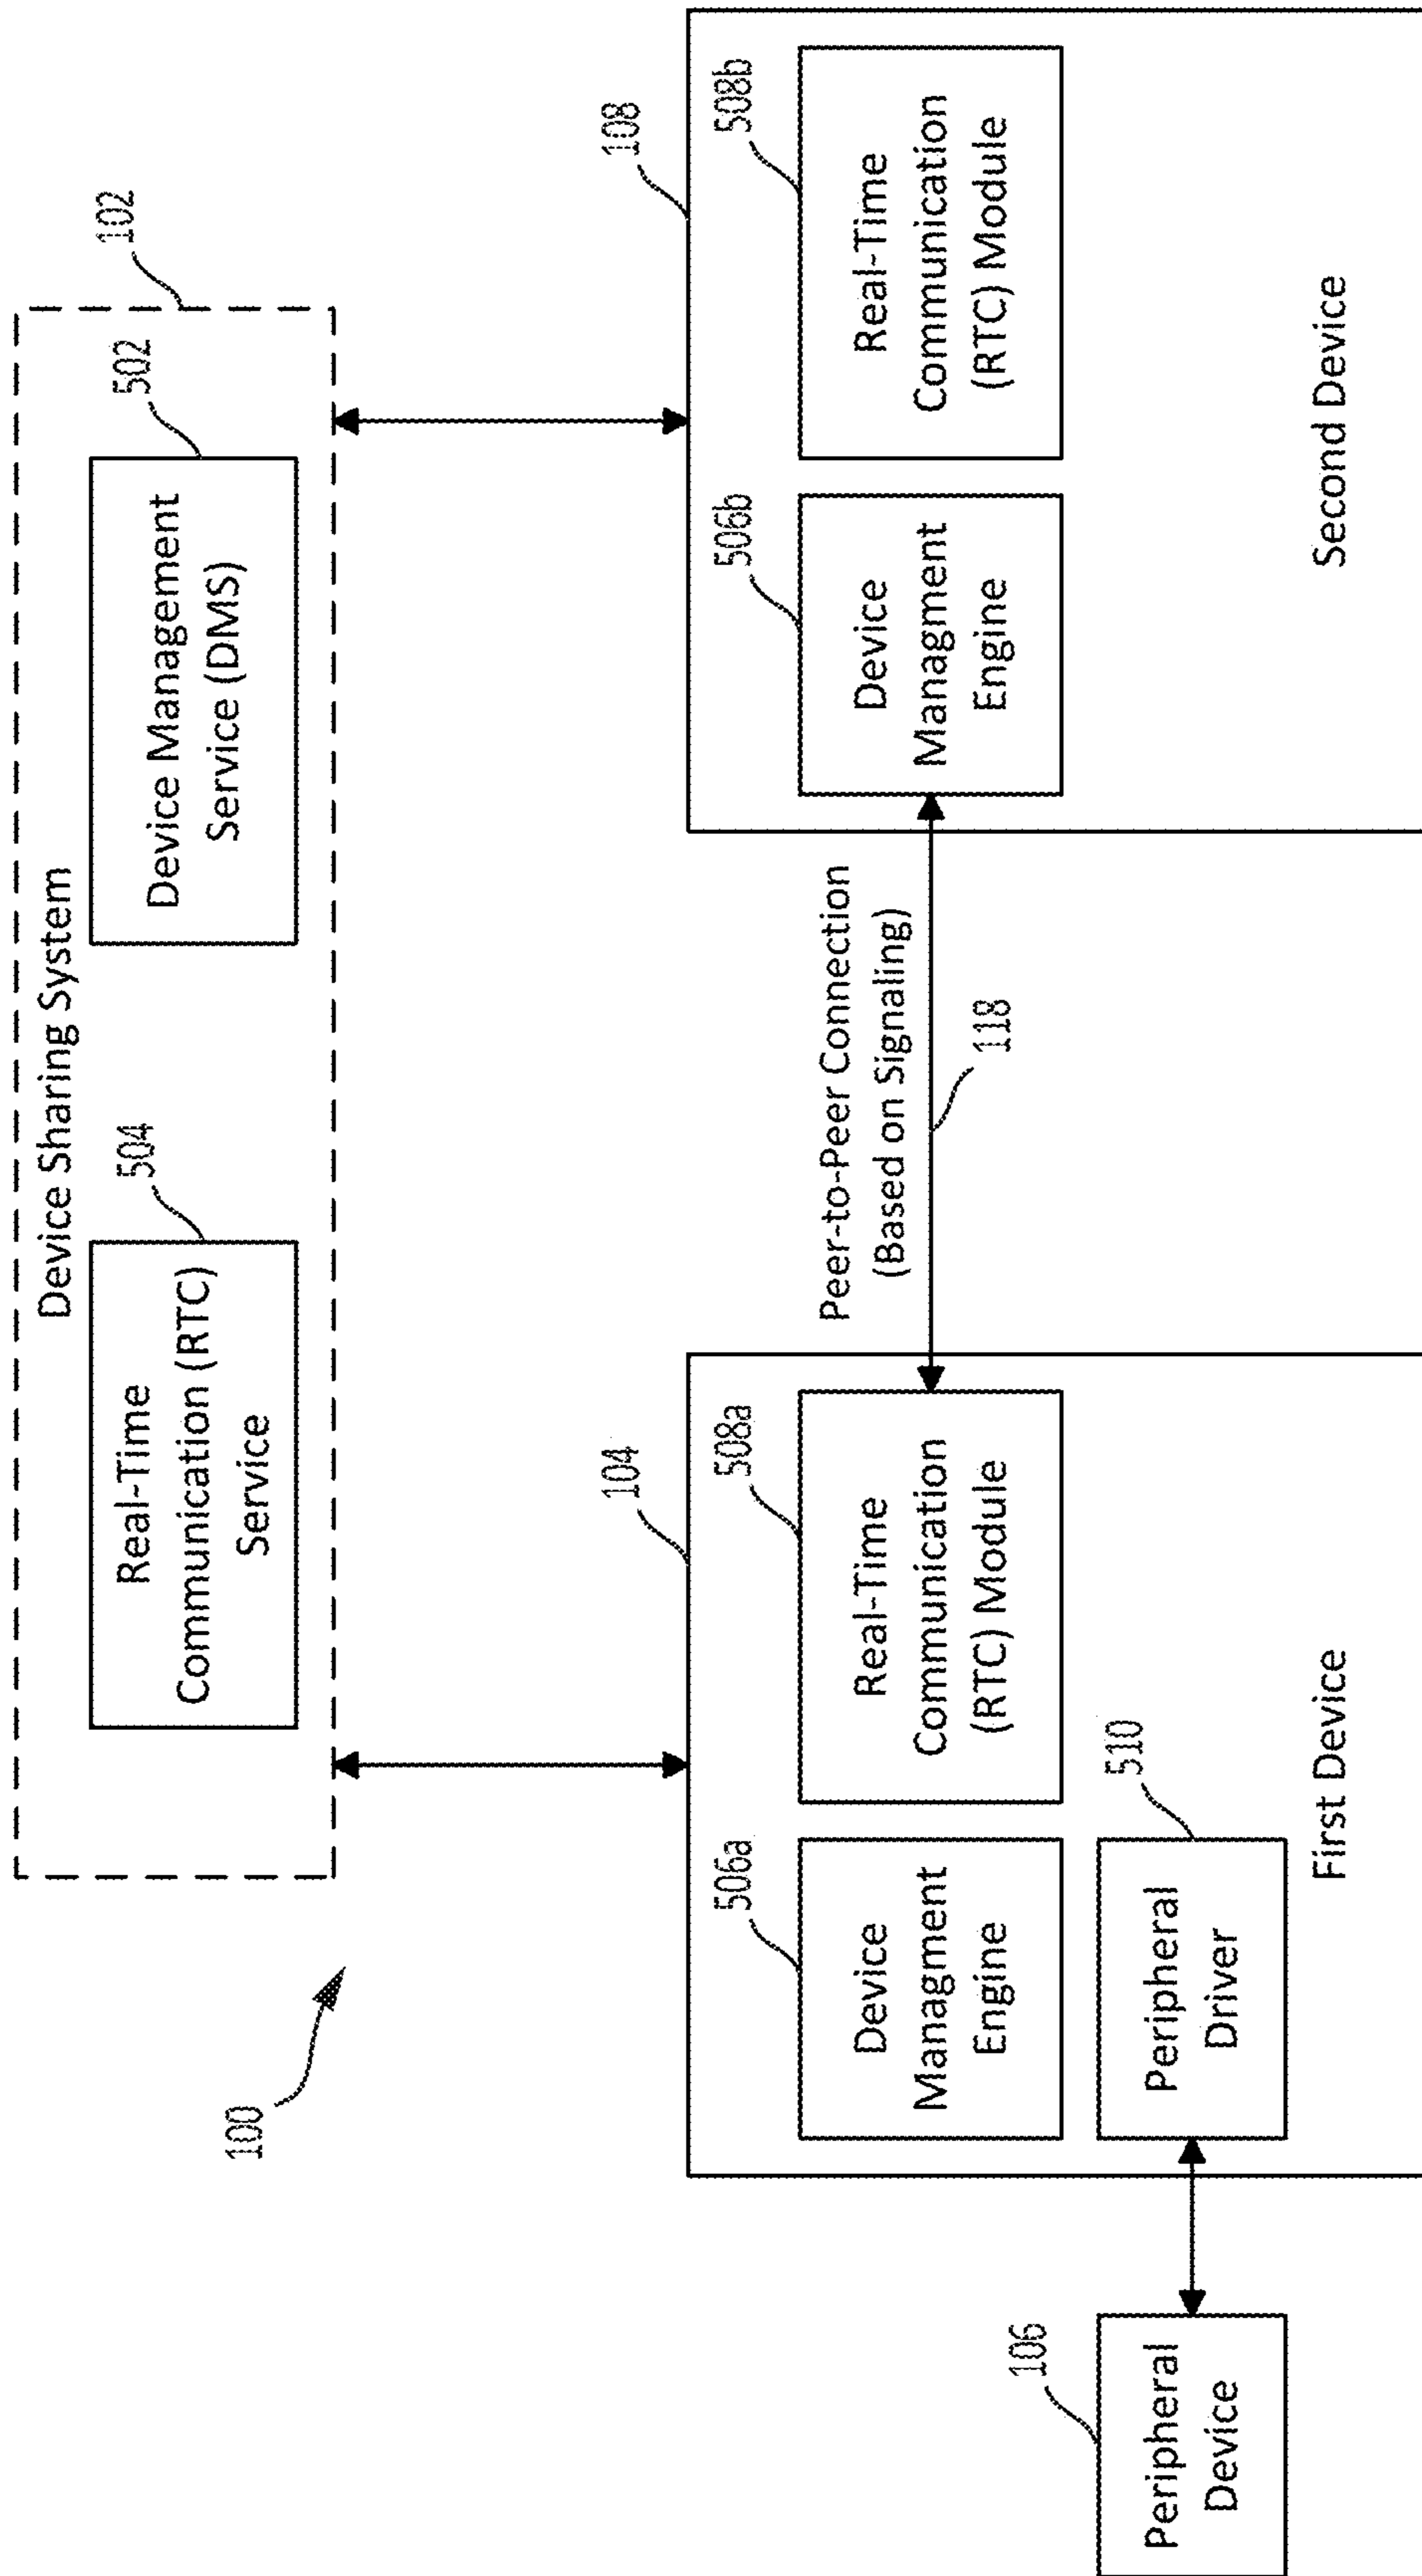 100
Device Sharing System
102
504
Real-Time
Communication (RTC)
Service
502
Device Management
Service (DMS)
104
506a
Device
Managment
Engine
508a
Real-Time
Communication
(RTC) Module
510
Peripheral
Driver
First Device
106
Peripheral
Device
Peer-to-Peer Connection
(Based on Signaling)
118
108
506b
Device
Managment
Engine
508b
Real-Time
Communication
(RTC) Module
Second Device